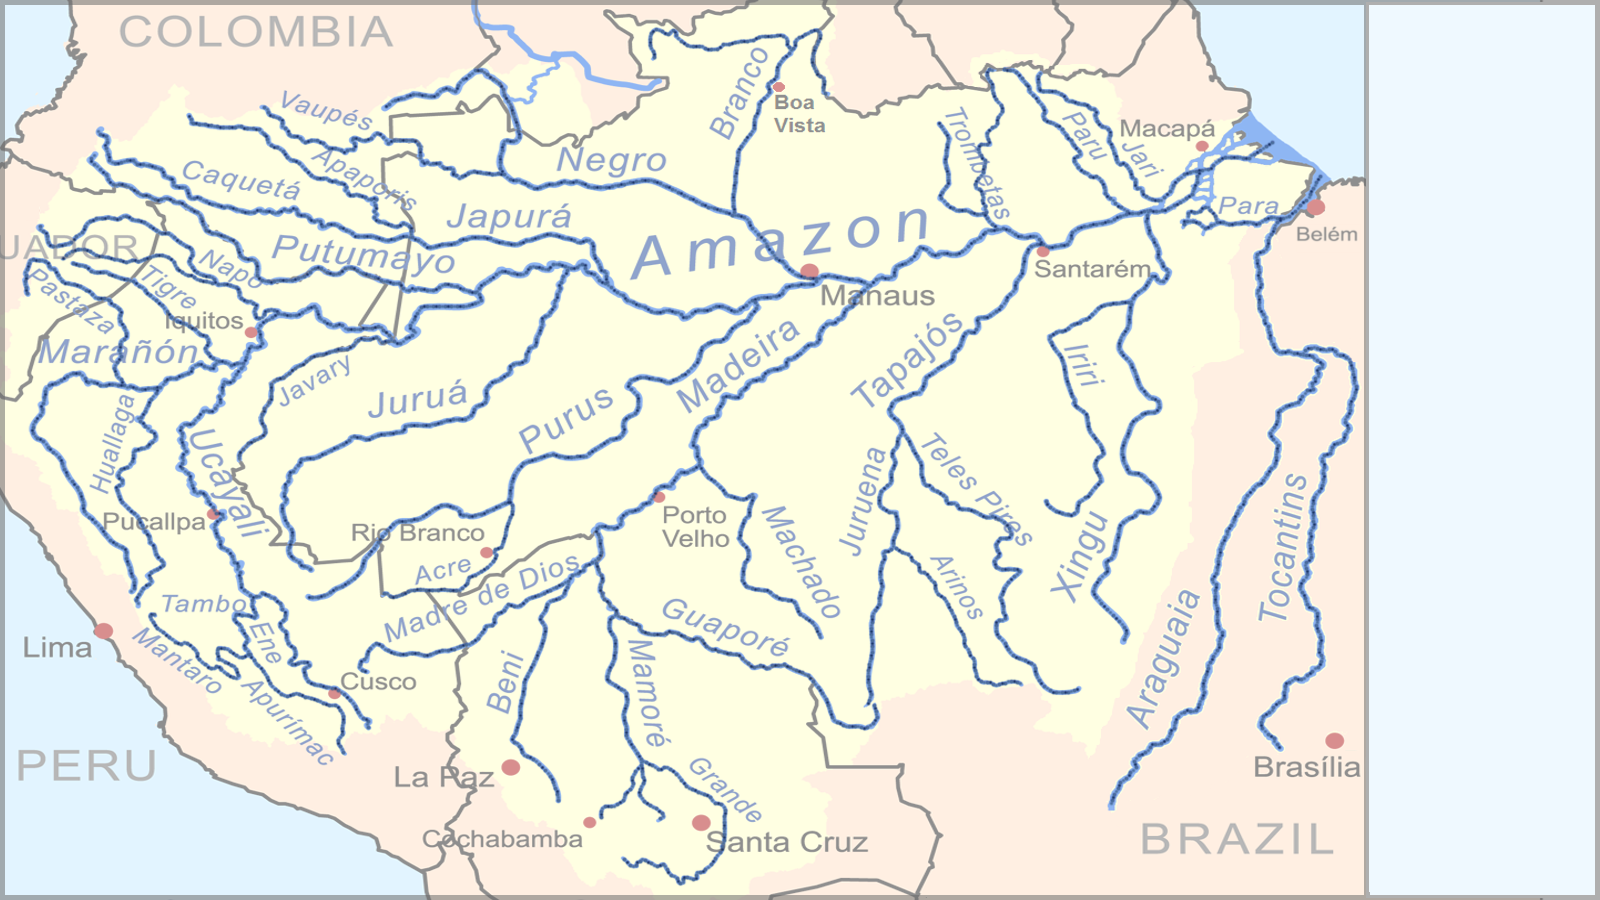 COLOMBIA
Vaupés
Branco
Boa
Vista
Trombetas
Paru
Jari
Macapá
Negro
Apaporis
Caquetá
Japurá
Amazon
Para
Belém
UADOR
Putumayo
Napo
Tigre
Pastaza
Iquitos
Manaus
Santarém
Marañón
Javary
Juruá
Purus
Madeira
Tapajós
Iriri
Huallaga
Ucayali
Pucallpa
Rio Branco
Acre
Porto
Velho
Machado
Juruena
Teles Pires
Arinos
Xingu
Tocantins
Araguaia
Madre de Dios
Guaporé
Tambo
Ene
Lima
Mantaro
Apurímac
Cusco
Beni
Mamoré
PERU
La Paz
Grande
Brasília
Cochabamba
Santa Cruz
BRAZIL